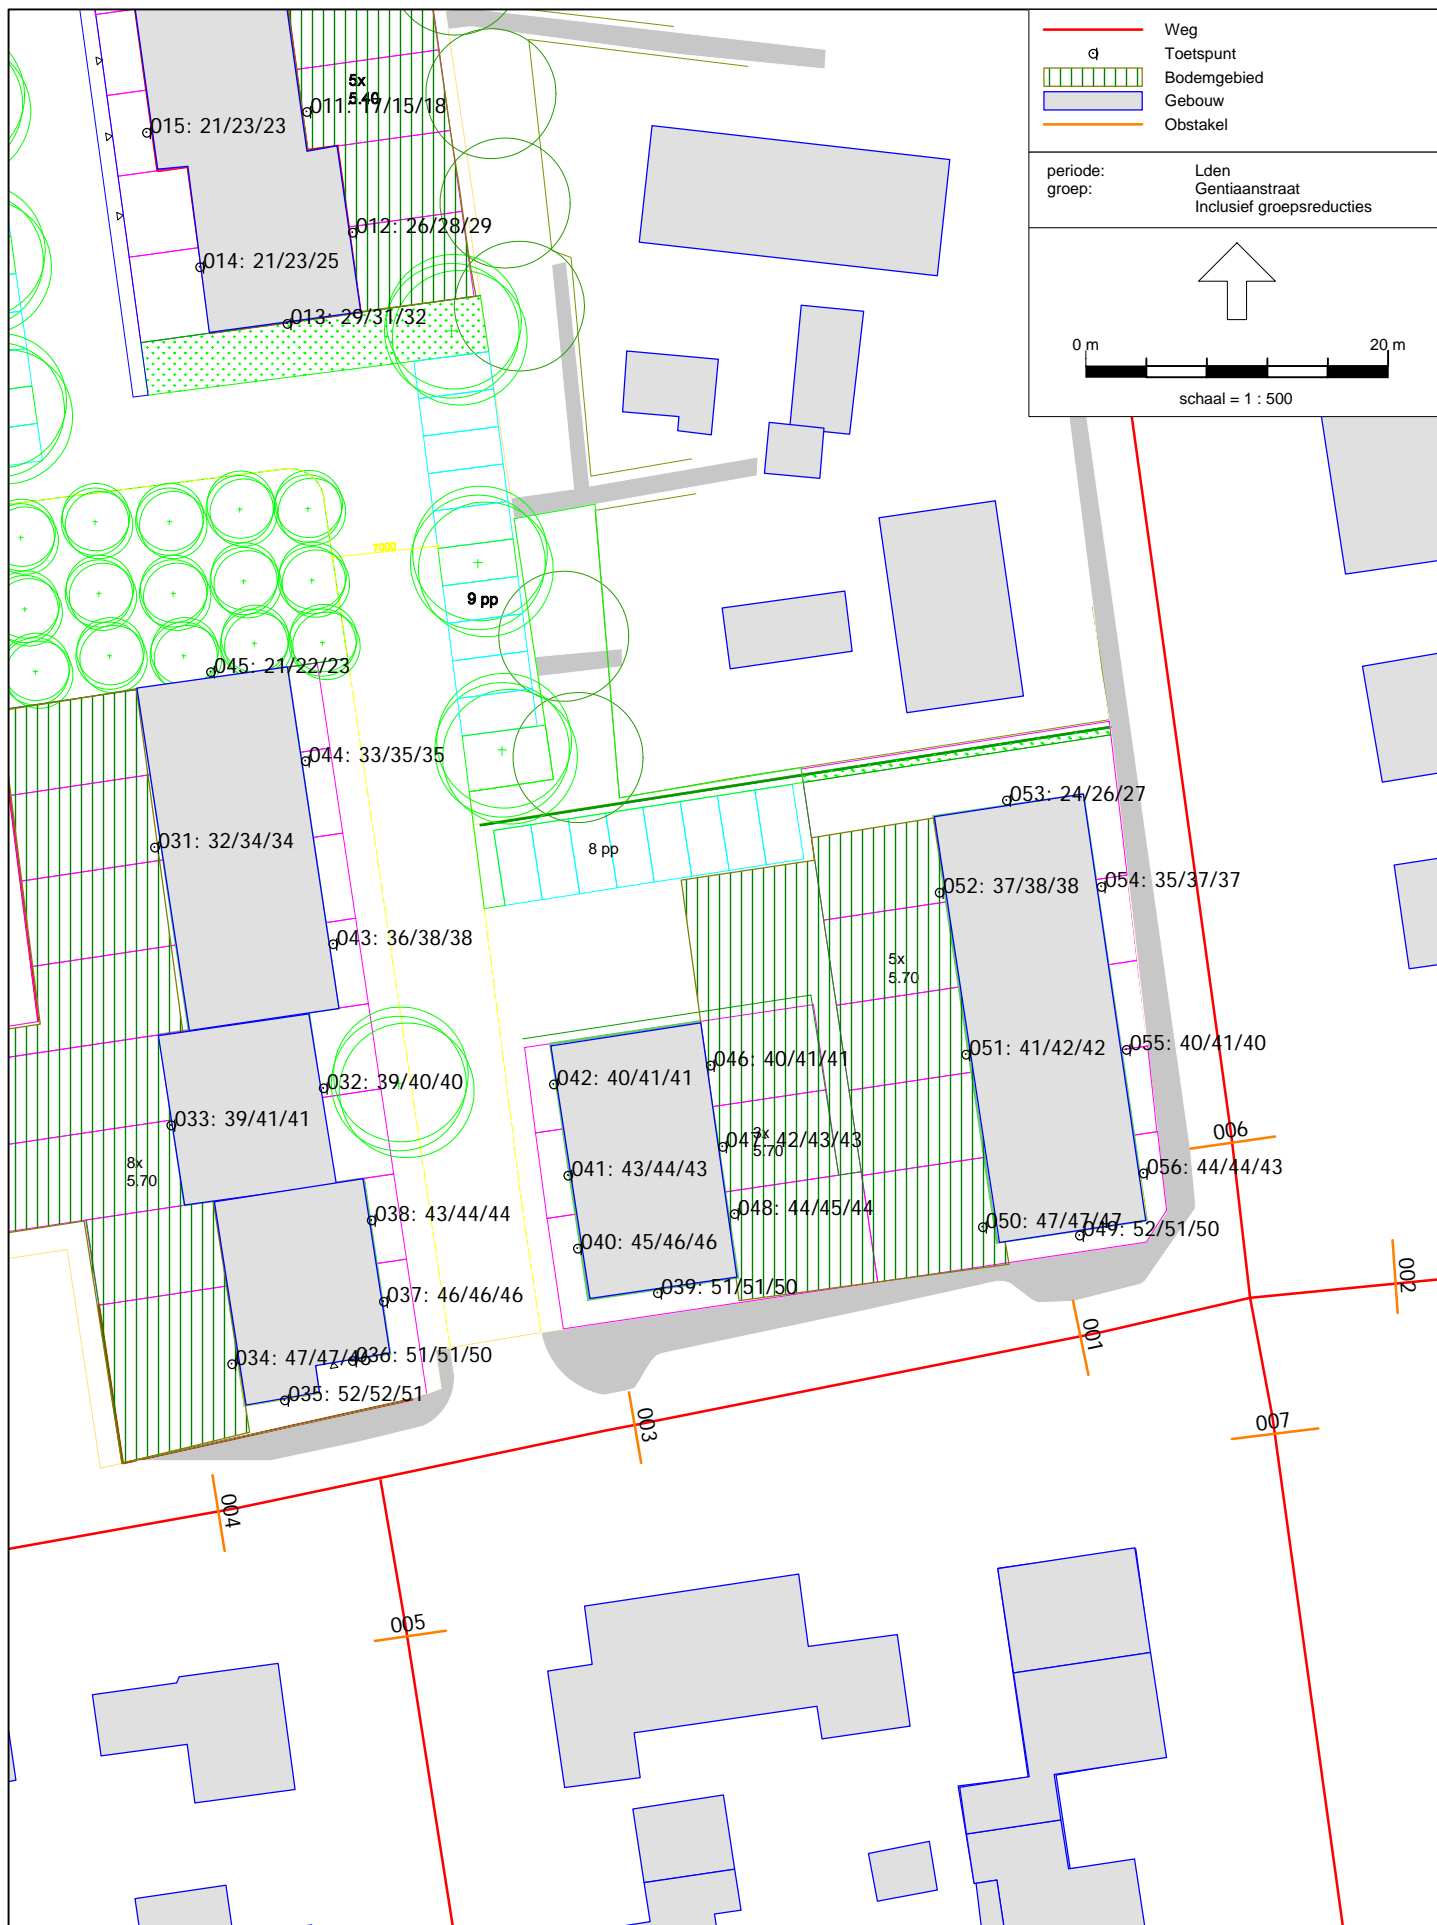 Weg
Toetspunt
Bodemgebied
Gebouw
Obstakel
periode: Lden
groep: Gentiaanstraat
Inclusief groepsreducties
0 m 20 m
schaal = 1 : 500
5x
5.40
011: 17/15/18
015: 21/23/23
012: 26/28/29
014: 21/23/25
013: 29/31/32
7000
9 pp
045: 21/22/23
044: 33/35/35
053: 24/26/27
031: 32/34/34
8 pp
054: 35/37/37
052: 37/38/38
043: 36/38/38
5x
5.70
055: 40/41/40
051: 41/42/42
046: 40/41/41
042: 40/41/41
032: 39/40/40
033: 39/41/41
006
3x
5.70
047: 42/43/43
8x
5.70
041: 43/44/43
056: 44/44/43
048: 44/45/44
038: 43/44/44
050: 47/47/47
049: 52/51/50
040: 45/46/46
002
039: 51/51/50
037: 46/46/46
001
034: 47/47/46
036: 51/51/50
035: 52/52/51
003
007
004
005